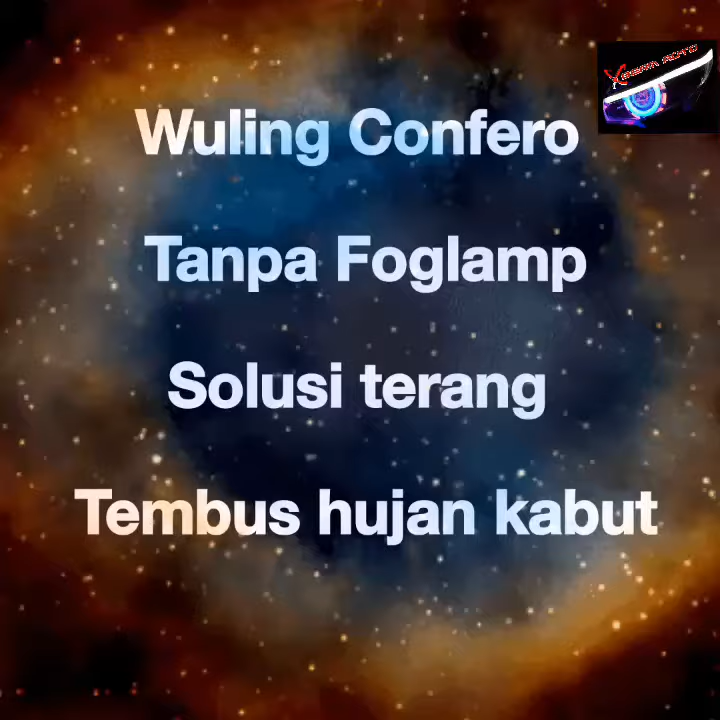 Wuling Confero
Tanpa Foglamp
Solusi terang
Tembus hujan kabut